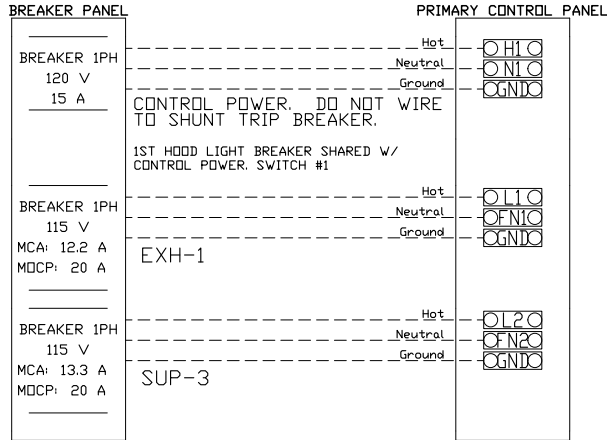 BREAKER PANEL
PRIMARY CONTROL PANEL
BREAKER 1PH
120 V
15 A
Hot
Neutral
Ground
H1
N1
GND
CONTROL POWER. DO NOT WIRE
TO SHUNT TRIP BREAKER.
1ST HOOD LIGHT BREAKER SHARED W/
CONTROL POWER. SWITCH #1
BREAKER 1PH
115 V
MCA: 12.2 A
MOCP: 20 A
Hot
Neutral
Ground
L1
FN1
GND
EXH-1
BREAKER 1PH
115 V
MCA: 13.3 A
MOCP: 20 A
Hot
Neutral
Ground
L2
FN2
GND
SUP-3